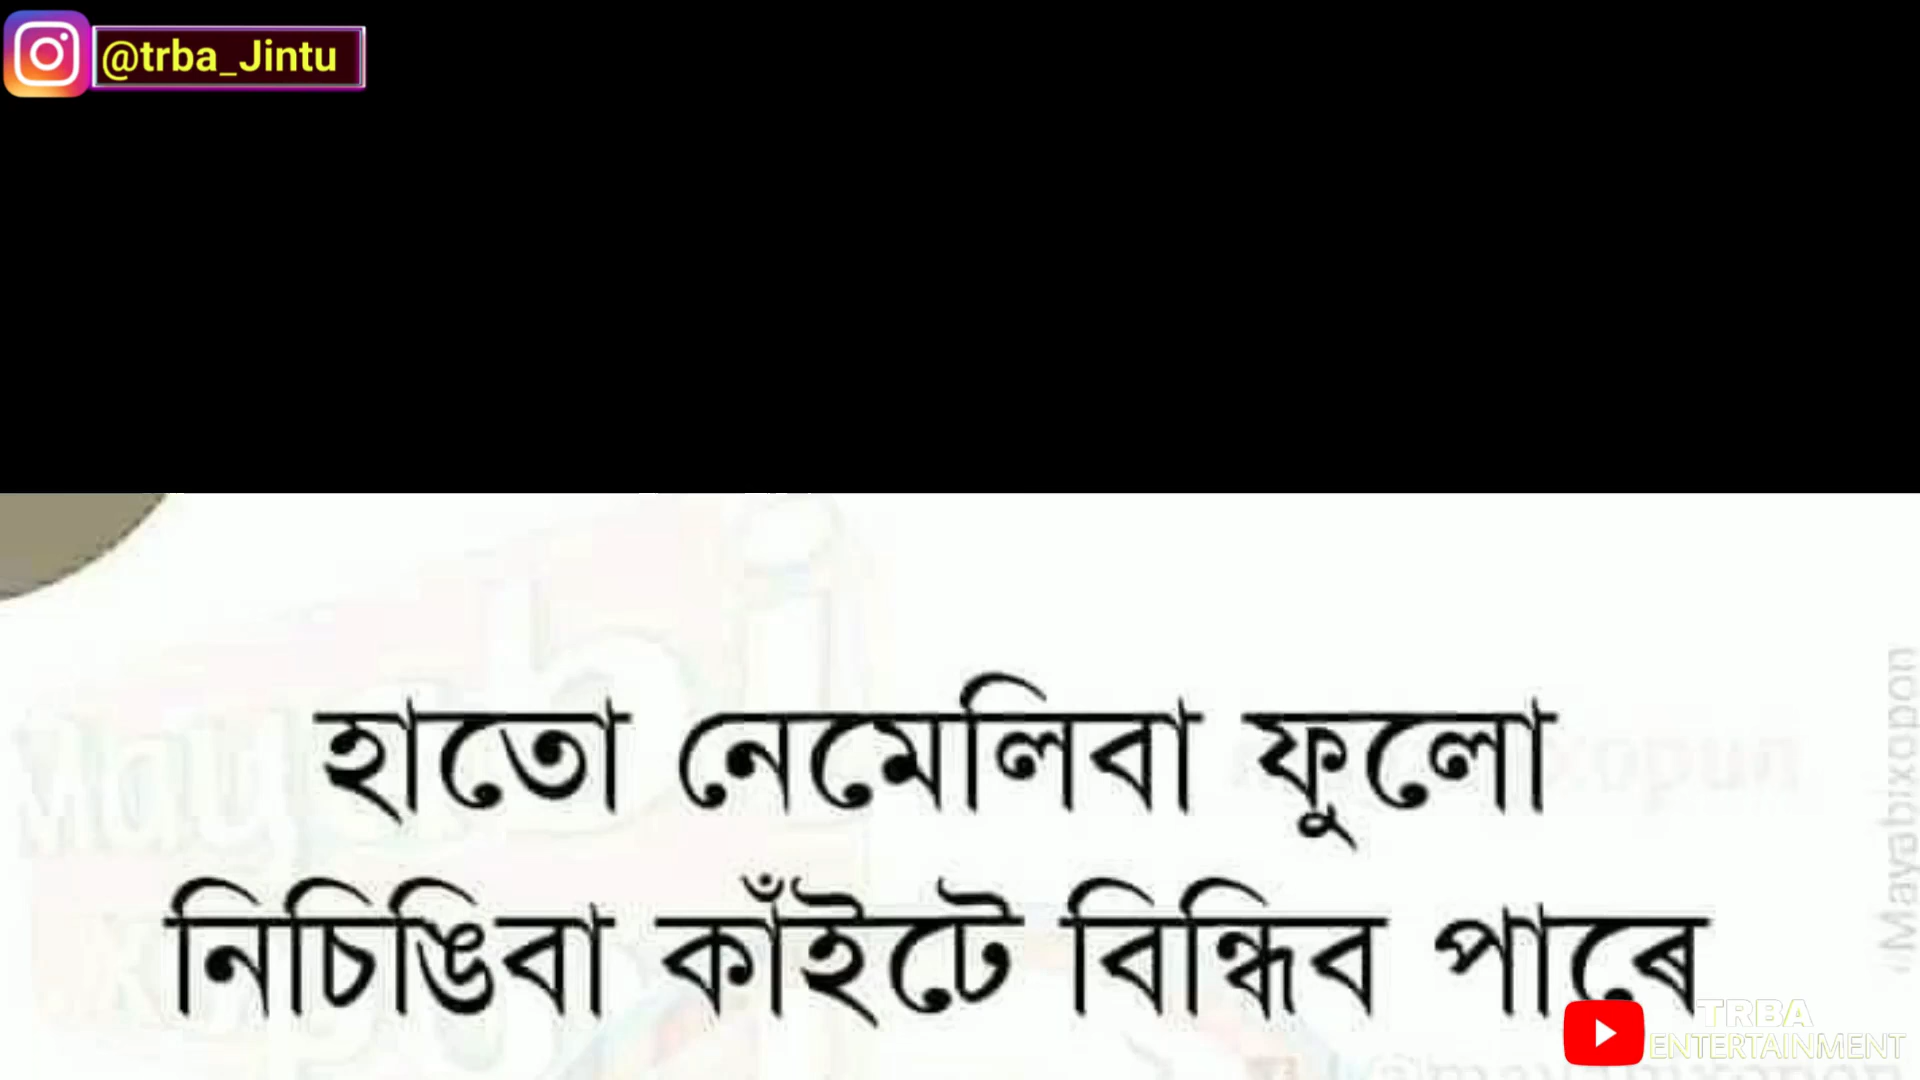 @trba_Jintu
হাতো নেমেলিবা ফুলো
নিচিঙিবা কাঁইটে বিন্ধিব পাৰে
#Mayabixopon
TRBA
ENTERTAINMENT